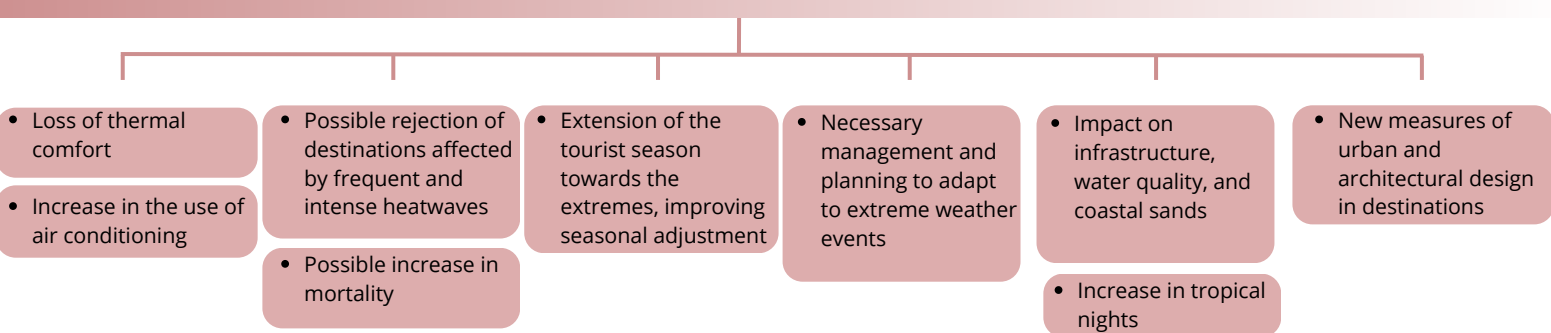 • Loss of thermal
comfort
• Increase in the use of
air conditioning
• Possible rejection of
destinations affected
by frequent and
intense heatwaves
• Possible increase in
mortality
• Extension of the
tourist season
towards the
extremes, improving
seasonal adjustment
• Necessary
management and
planning to adapt
to extreme weather
events
• Impact on
infrastructure,
water quality, and
coastal sands
• Increase in tropical
nights
• New measures of
urban and
architectural design
in destinations